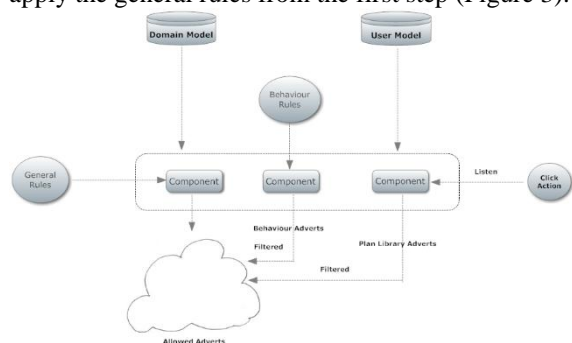 apply the general rules from the first step (Figure 3).
Domain Model
User Model
Behaviour
Rules
General
Rules
Component
Component
Component
Listen
Click
Action
Behaviour Adverts
Filtered
Plan Library Adverts
Filtered
Allowed Adverts